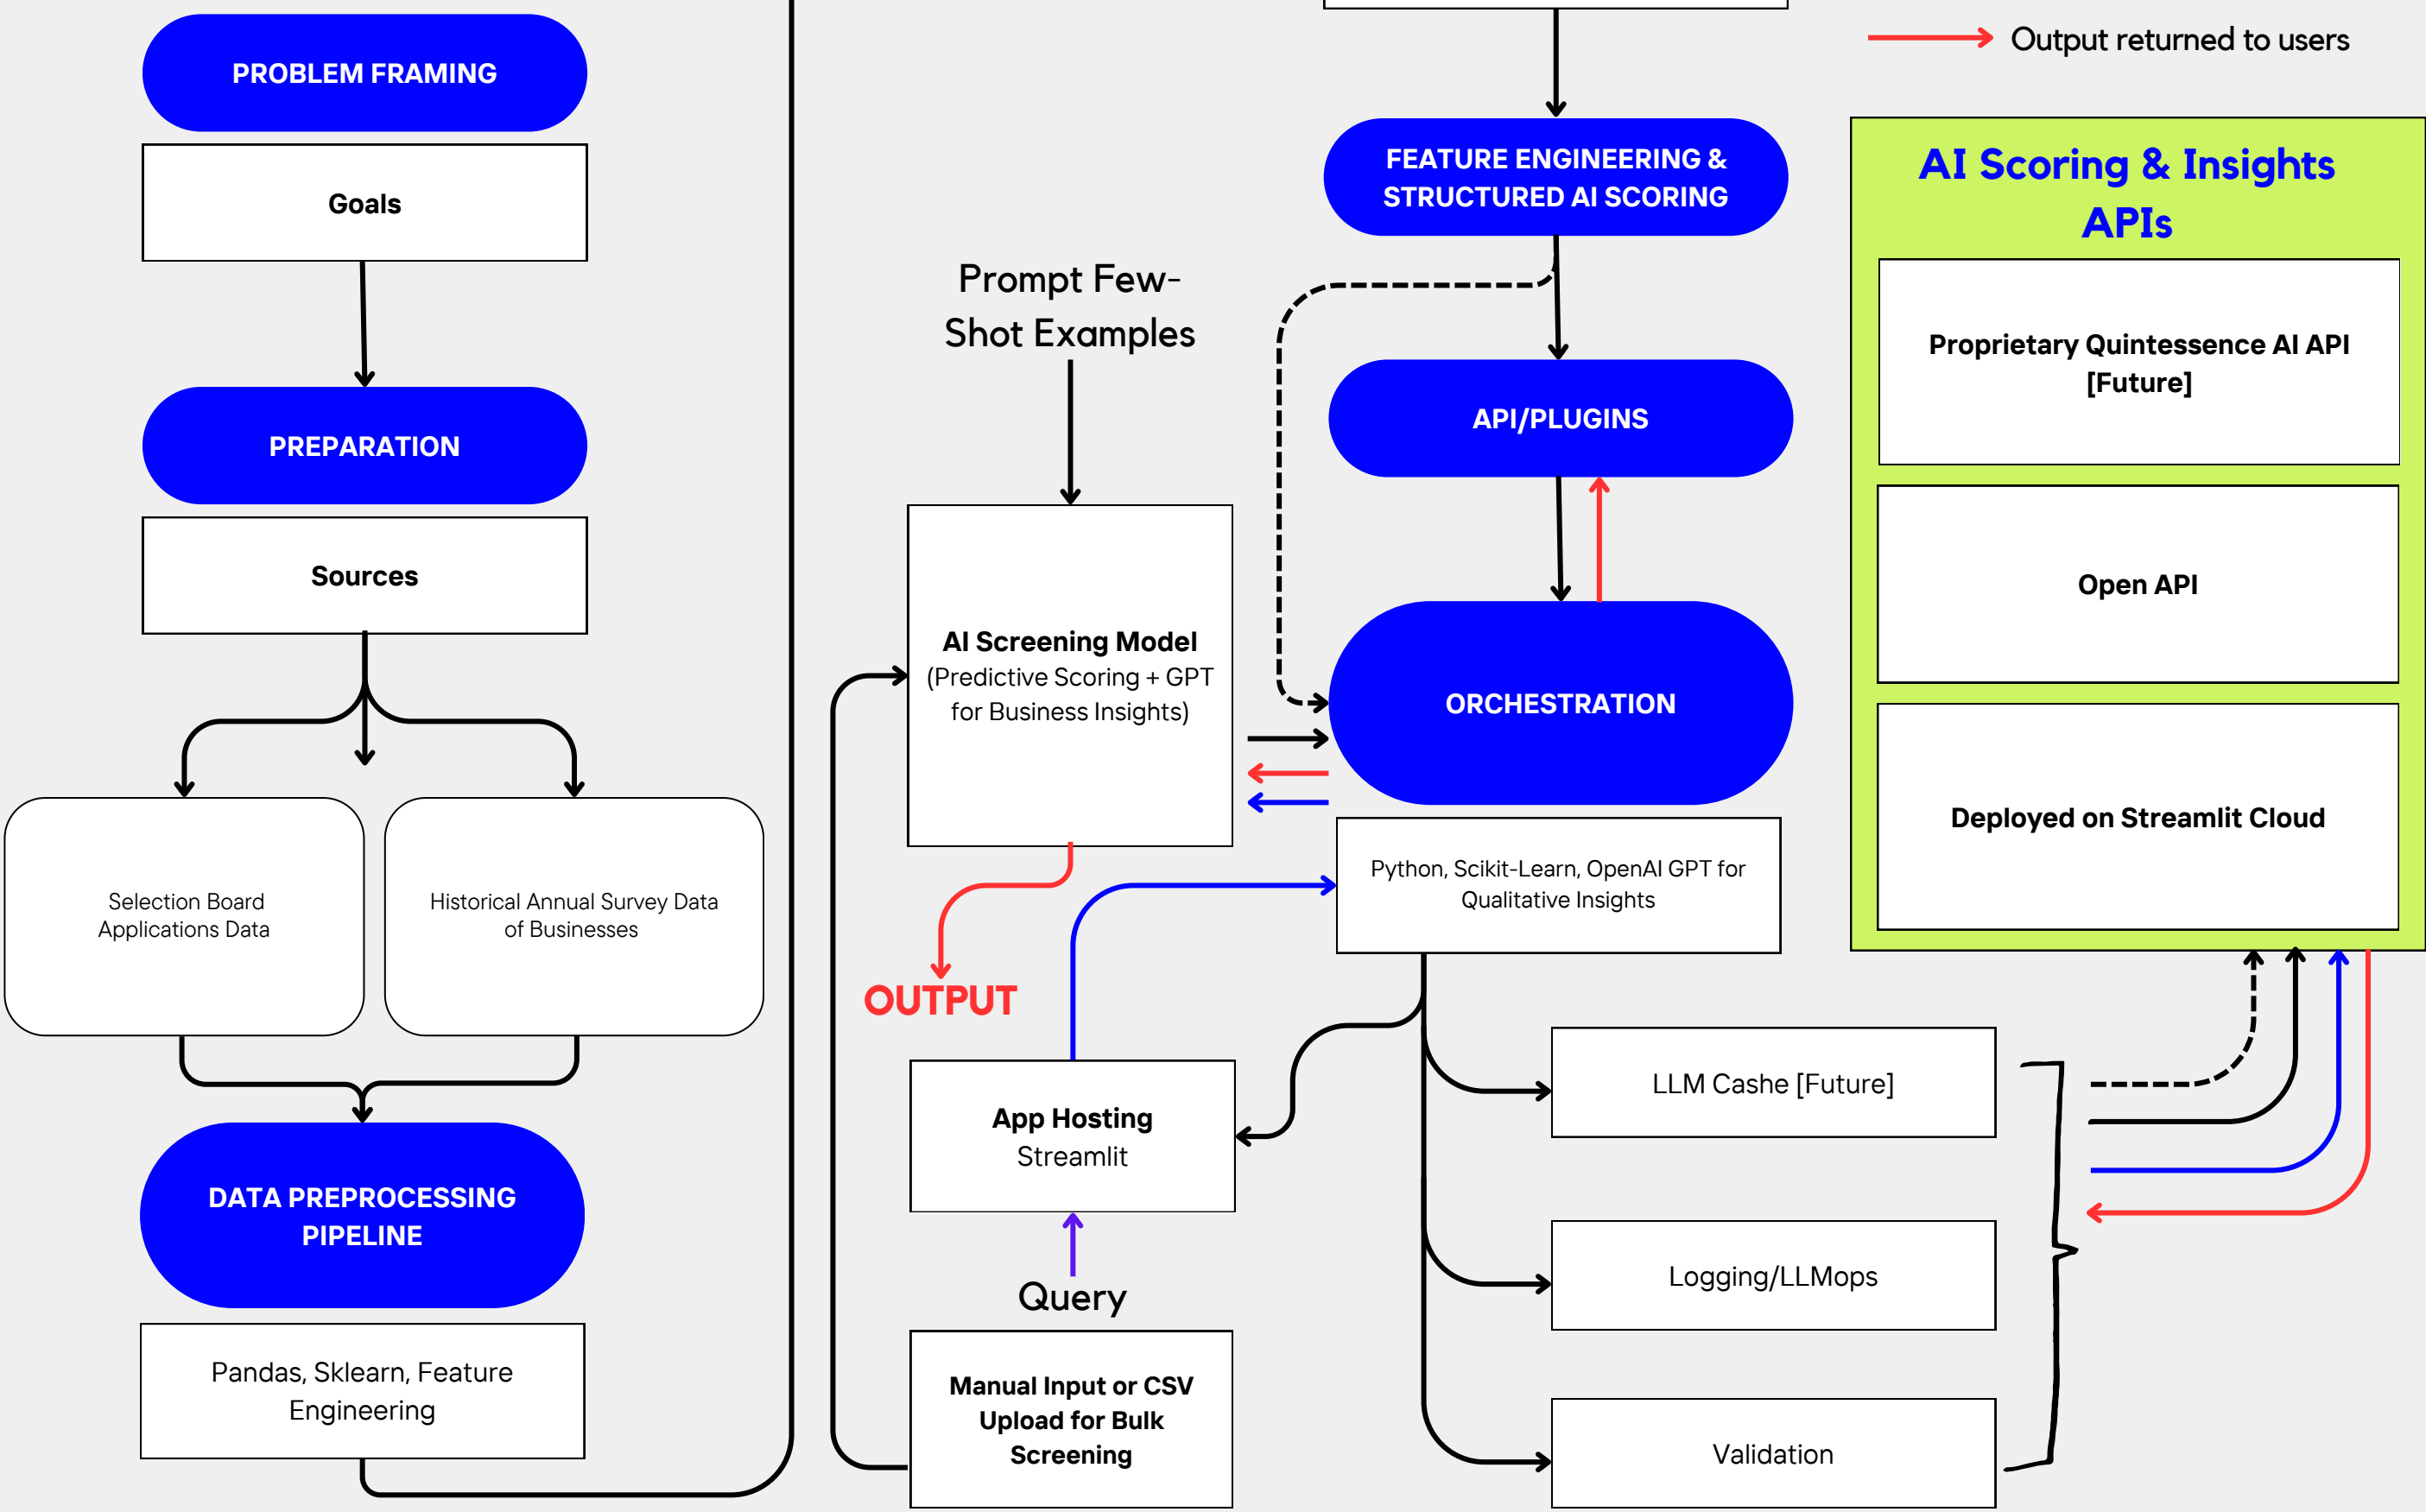 PROBLEM FRAMING
Goals
PREPARATION
Sources
Selection Board
Applications Data
Historical Annual Survey Data
of Businesses
DATA PREPROCESSING
PIPELINE
Pandas, Sklearn, Feature
Engineering
Prompt Few-
Shot Examples
AI Screening Model
(Predictive Scoring + GPT
for Business Insights)
OUTPUT
App Hosting
Streamlit
Query
Manual Input or CSV
Upload for Bulk
Screening
FEATURE ENGINEERING &
STRUCTURED AI SCORING
API/PLUGINS
ORCHESTRATION
Python, Scikit-Learn, OpenAI GPT for
Qualitative Insights
LLM Cashe [Future]
Logging/LLMops
Validation
Output returned to users
AI Scoring & Insights
APIs
Proprietary Quintessence AI API
[Future]
Open API
Deployed on Streamlit Cloud